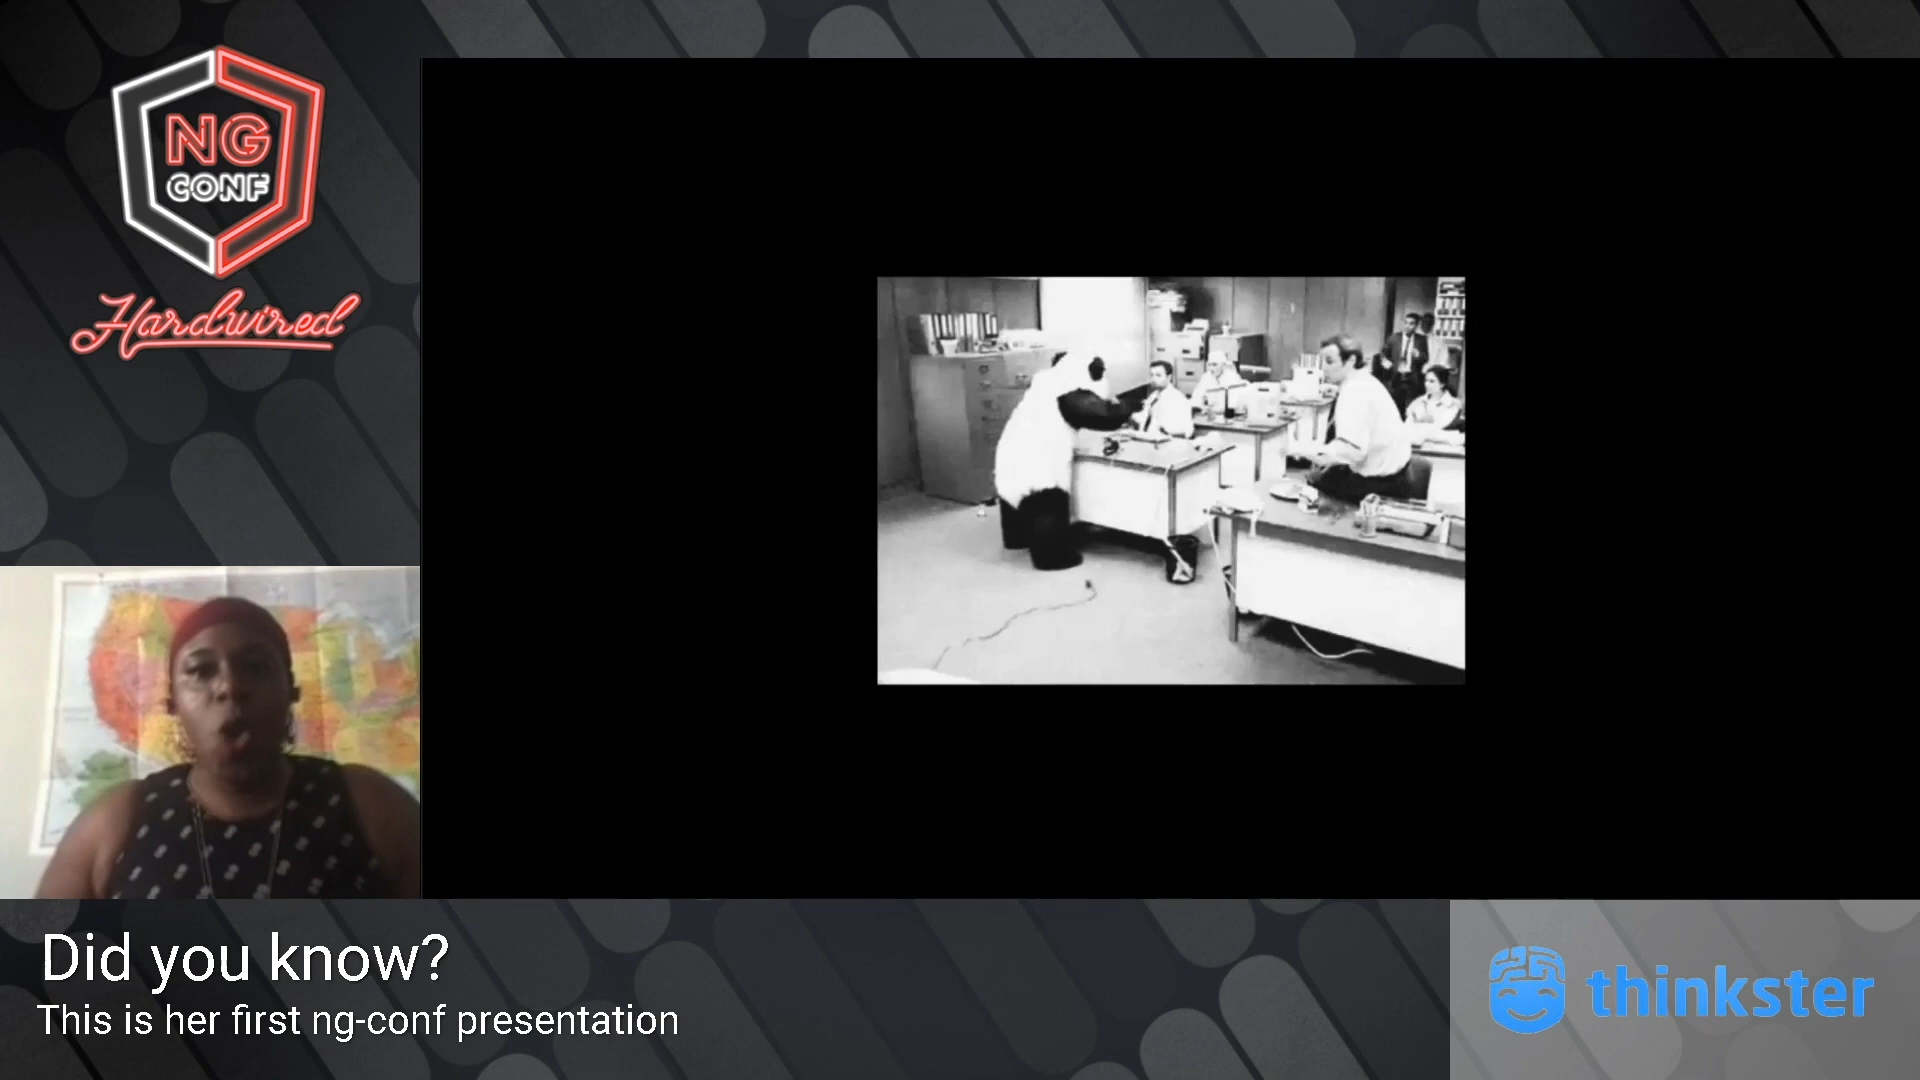 NG
CONF
Hardwired
Did you know?
This is her first ng-conf presentation
thinkster